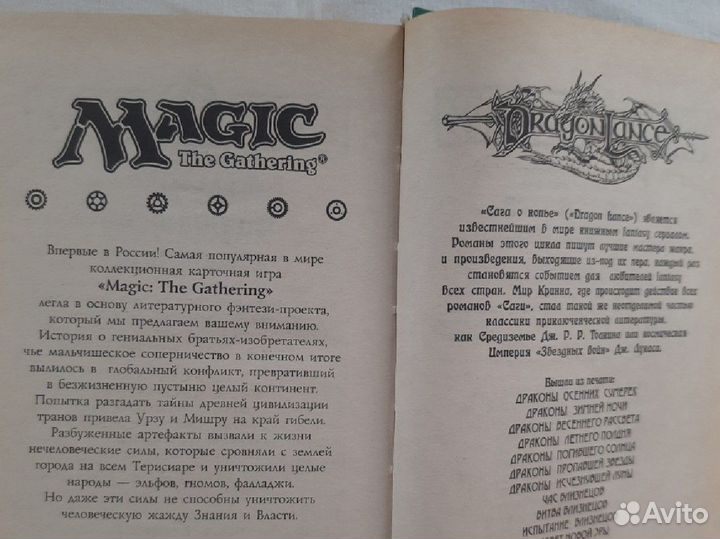 MAGIC
The Gathering®
Впервые в России! Самая популярная в мире
коллекционная карточная игра
«Magic: The Gathering»
легла в основу литературного фэнтези-проекта,
который мы предлагаем вашему вниманию.
История о гениальных братьях-изобретателях,
чье мальчишеское соперничество в конечном итоге
вылилось в глобальный конфликт, превративший
в безжизненную пустыню целый континент.
Попытка разгадать тайны древней цивилизации
транов привела Урзу и Мишру на край гибели.
Разбуженные артефакты вызвали к жизни
нечеловеческие силы, которые сровняли с землей
города на всем Терисиаре и уничтожили целые
народы — эльфов, гномов, фалладжи.
Но даже эти силы не способны уничтожить
человеческую жажду Знания и Власти.
DRAGONLANCE
«Сага о копье» («Dragon Lance») является
известнейшим в мире книжным fantasy сериалом.
Романы этого цикла пишут лучшие мастера жанра,
и произведения, выходящие из-под их пера, каждый раз
становятся событием для любителей fantasy
всех стран. Мир Кринна, где происходит действие всех
романов «Саги», стал такой же неотделимой частью
классики приключенческой литературы,
как Средиземье Дж. Р. Р. Толкина или космическая
Империя «Звездных войн» Дж. Лукаса.
Вышли из печати:
ДРАКОНЫ ОСЕННИХ СУМЕРЕК
ДРАКОНЫ ЗИМНЕЙ НОЧИ
ДРАКОНЫ ВЕСЕННЕГО РАССВЕТА
ДРАКОНЫ ЛЕТНЕГО ПОЛДНЯ
ДРАКОНЫ ПОГИБШЕГО СОЛНЦА
ДРАКОНЫ ПРОПАВШЕЙ ЗВЕЗДЫ
ДРАКОНЫ ИСЧЕЗНУВШЕЙ ЛУНЫ
ЧАС БЛИЗНЕЦОВ
БИТВА БЛИЗНЕЦОВ
ИСПЫТАНИЕ БЛИЗНЕЦОВ
НОВОЙ ЭРЫ
Avito